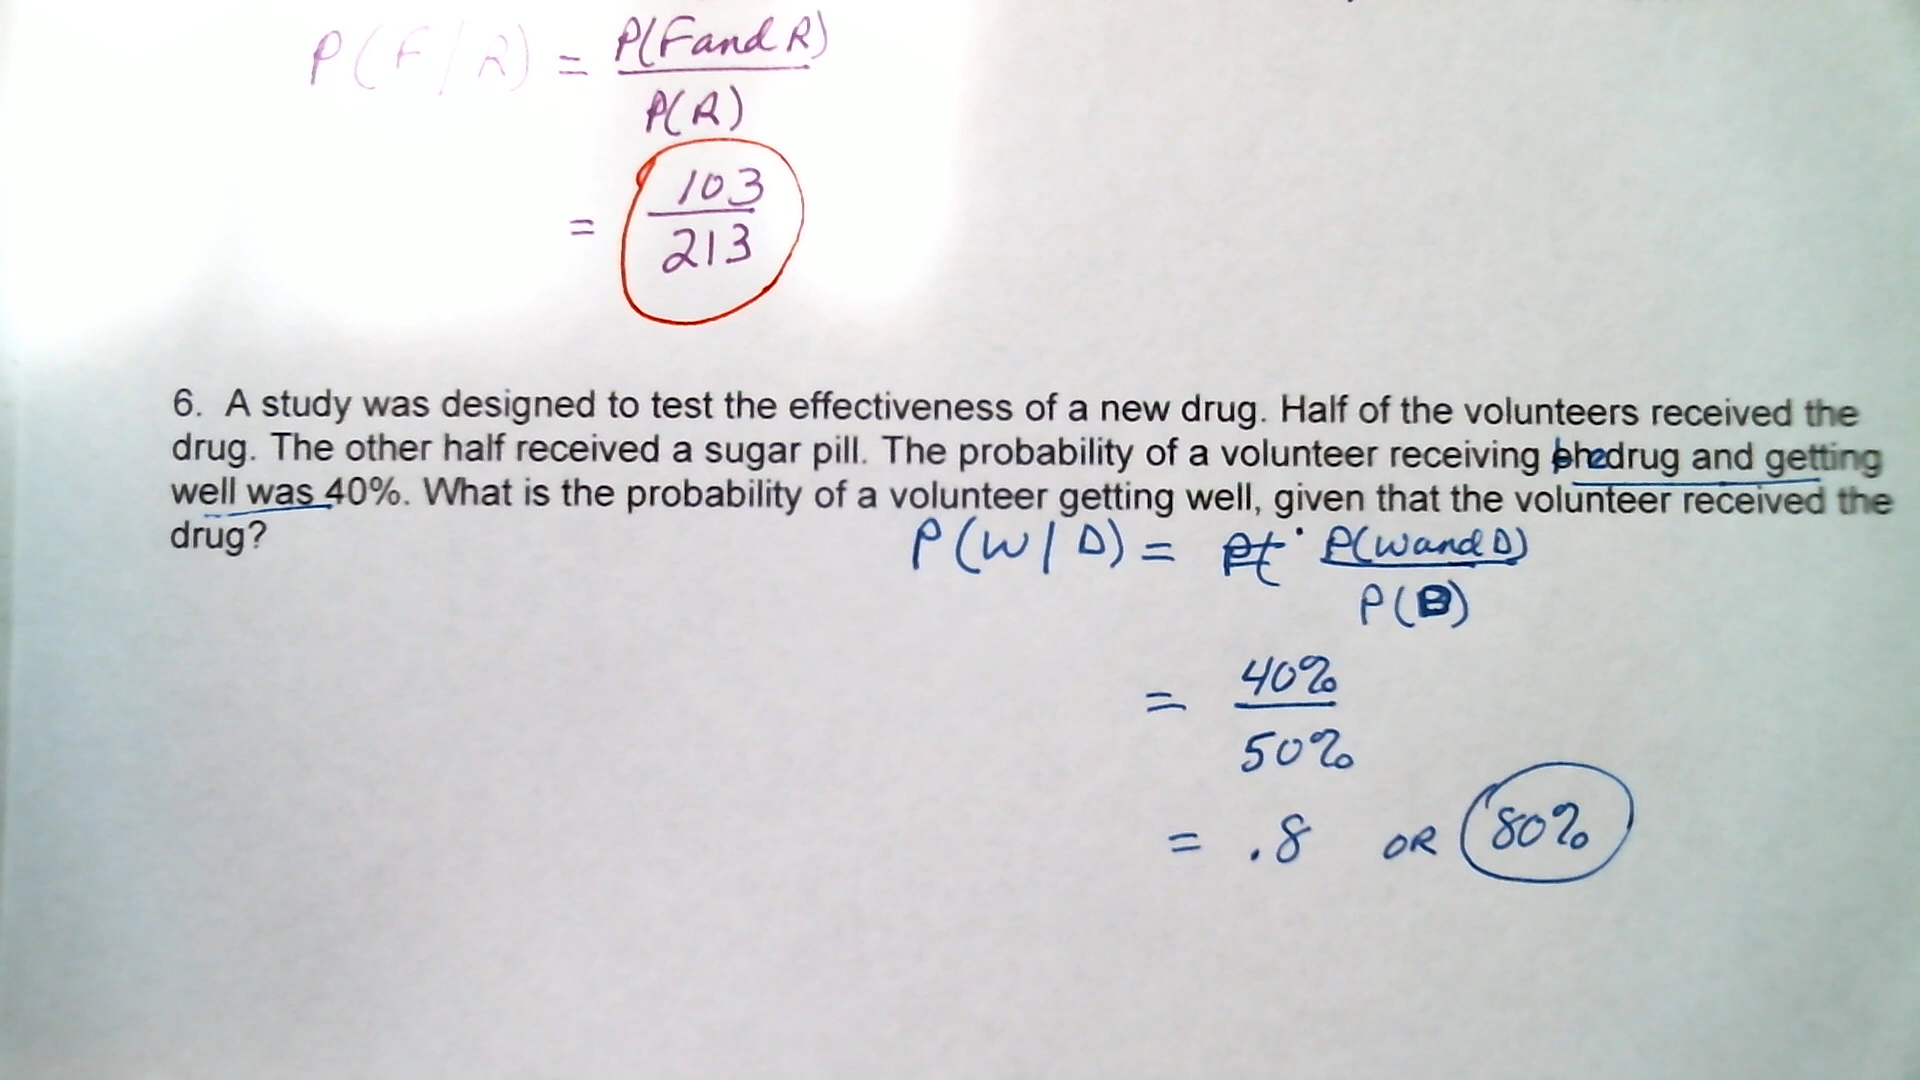 P(F/R) = P(F and R)
P(R)
= 103
213
6. A study was designed to test the effectiveness of a new drug. Half of the volunteers received the
drug. The other half received a sugar pill. The probability of a volunteer receiving the drug and getting
well was 40%. What is the probability of a volunteer getting well, given that the volunteer received the
drug?
P(W/D) = P(W and D)
P(D)
= 40%
50%
= .8 OR 80%